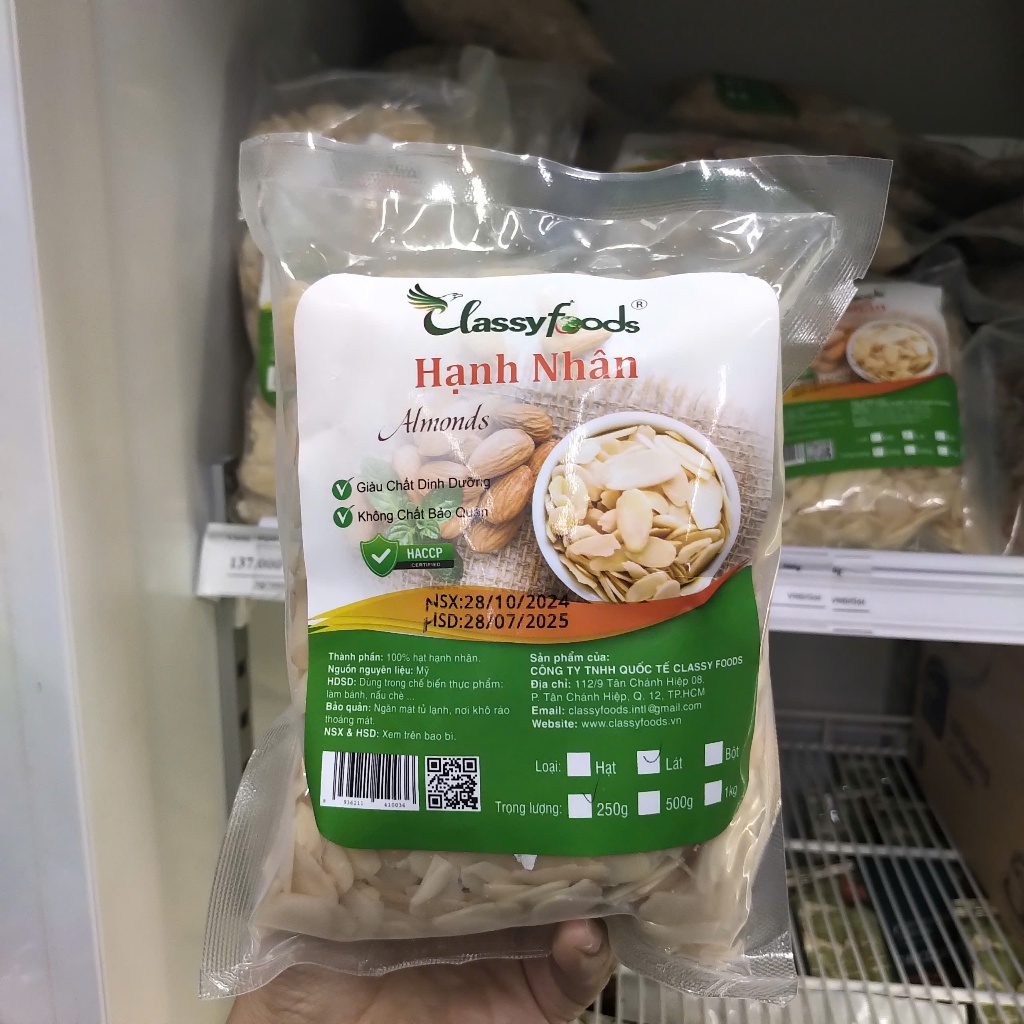 Classyfoods®
Hạnh Nhân
Almonds
Giàu Chất Dinh Dưỡng
Không Chất Bảo Quản
HACCP
CERTIFIED
NSX:28/10/2024
HSD:28/07/2025
Thành phần: 100% hạt hạnh nhân.
Nguồn nguyên liệu: Mỹ
HDSD: Dùng trong chế biến thực phẩm:
làm bánh, nấu chè ...
Bảo quản: Ngăn mát tủ lạnh, nơi khô ráo
thoáng mát.
NSX & HSD: Xem trên bao bì.
Sản phẩm của:
CÔNG TY TNHH QUỐC TẾ CLASSY FOODS
Địa chỉ: 112/9 Tân Chánh Hiệp 08.
P. Tân Chánh Hiệp, Q. 12, TP.HCM
Email: classyfoods.intl@gmail.com
Website: www.classyfoods.vn
Loại: Hạt Lát Bột
Trọng lượng: 250g 500g 1kg
137.000